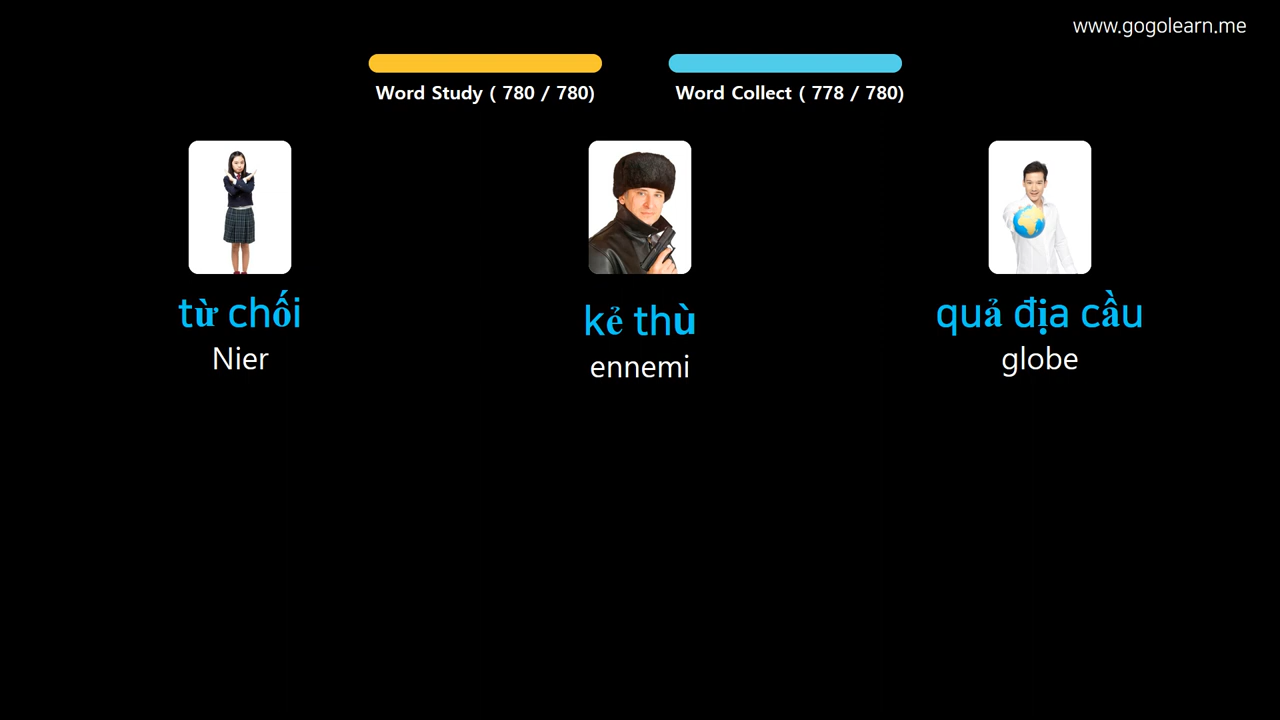 www.gogolearn.me
Word Study ( 780 / 780)
Word Collect ( 778 / 780)
từ chối
Nier
kẻ thù
ennemi
quả địa cầu
globe